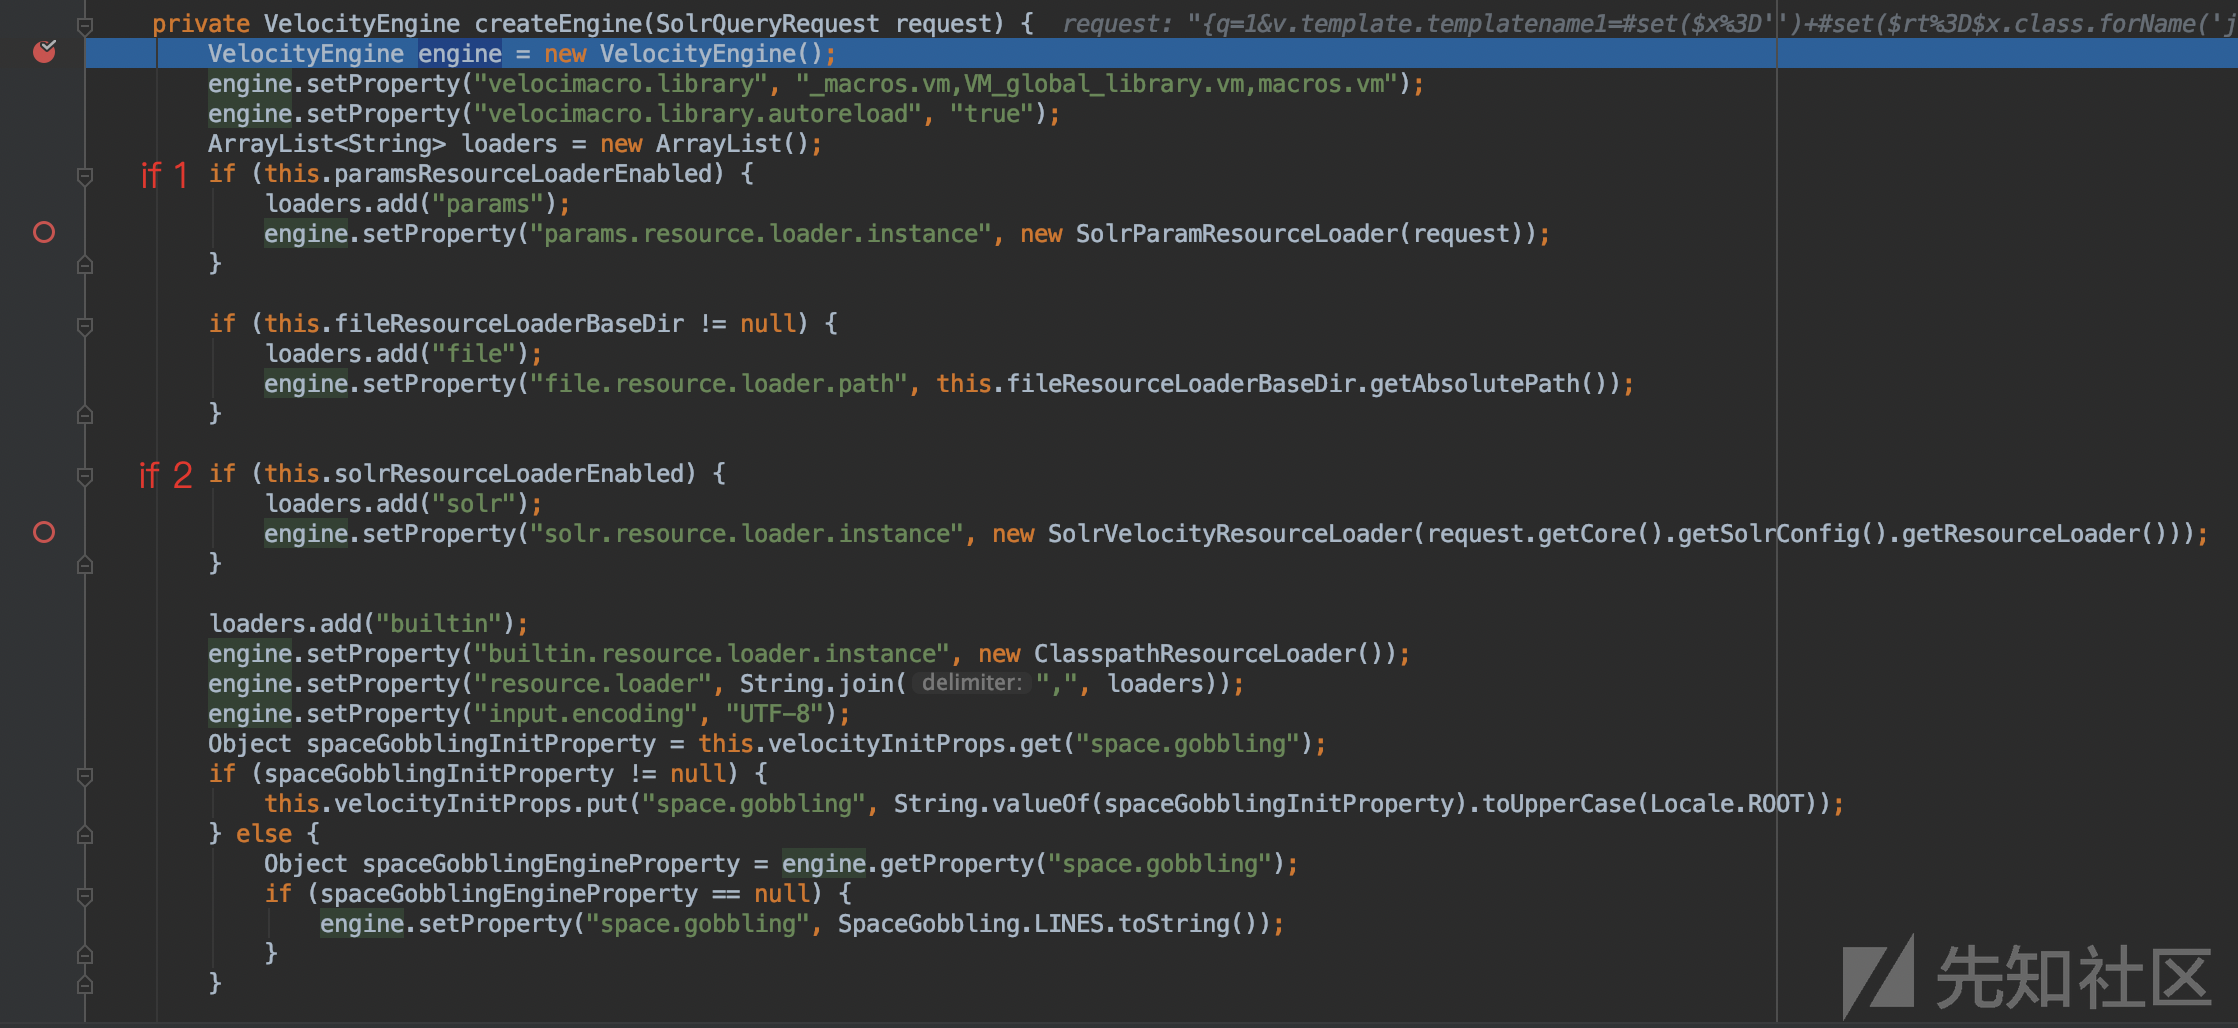 private VelocityEngine createEngine(SolrQueryRequest request) {  request: "{q=1&v.template.templatename1=#set($x%3D'')+#set($rt%3D$x.class.forName('j
VelocityEngine engine = new VelocityEngine();
engine.setProperty("velocimacro.library", "_macros.vm,VM_global_library.vm,macros.vm");
engine.setProperty("velocimacro.library.autoreload", "true");
ArrayList<String> loaders = new ArrayList();
if 1 if (this.paramsResourceLoaderEnabled) {
loaders.add("params");
engine.setProperty("params.resource.loader.instance", new SolrParamResourceLoader(request));
}
if (this.fileResourceLoaderBaseDir != null) {
loaders.add("file");
engine.setProperty("file.resource.loader.path", this.fileResourceLoaderBaseDir.getAbsolutePath());
}
if 2 if (this.solrResourceLoaderEnabled) {
loaders.add("solr");
engine.setProperty("solr.resource.loader.instance", new SolrVelocityResourceLoader(request.getCore().getSolrConfig().getResourceLoader()));
}
loaders.add("builtin");
engine.setProperty("builtin.resource.loader.instance", new ClasspathResourceLoader());
engine.setProperty("resource.loader", String.join( delimiter: ",", loaders));
engine.setProperty("input.encoding", "UTF-8");
Object spaceGobblingInitProperty = this.velocityInitProps.get("space.gobbling");
if (spaceGobblingInitProperty != null) {
this.velocityInitProps.put("space.gobbling", String.valueOf(spaceGobblingInitProperty).toUpperCase(Locale.ROOT));
} else {
Object spaceGobblingEngineProperty = engine.getProperty("space.gobbling");
if (spaceGobblingEngineProperty == null) {
engine.setProperty("space.gobbling", SpaceGobbling.LINES.toString());
}
}
先知社区